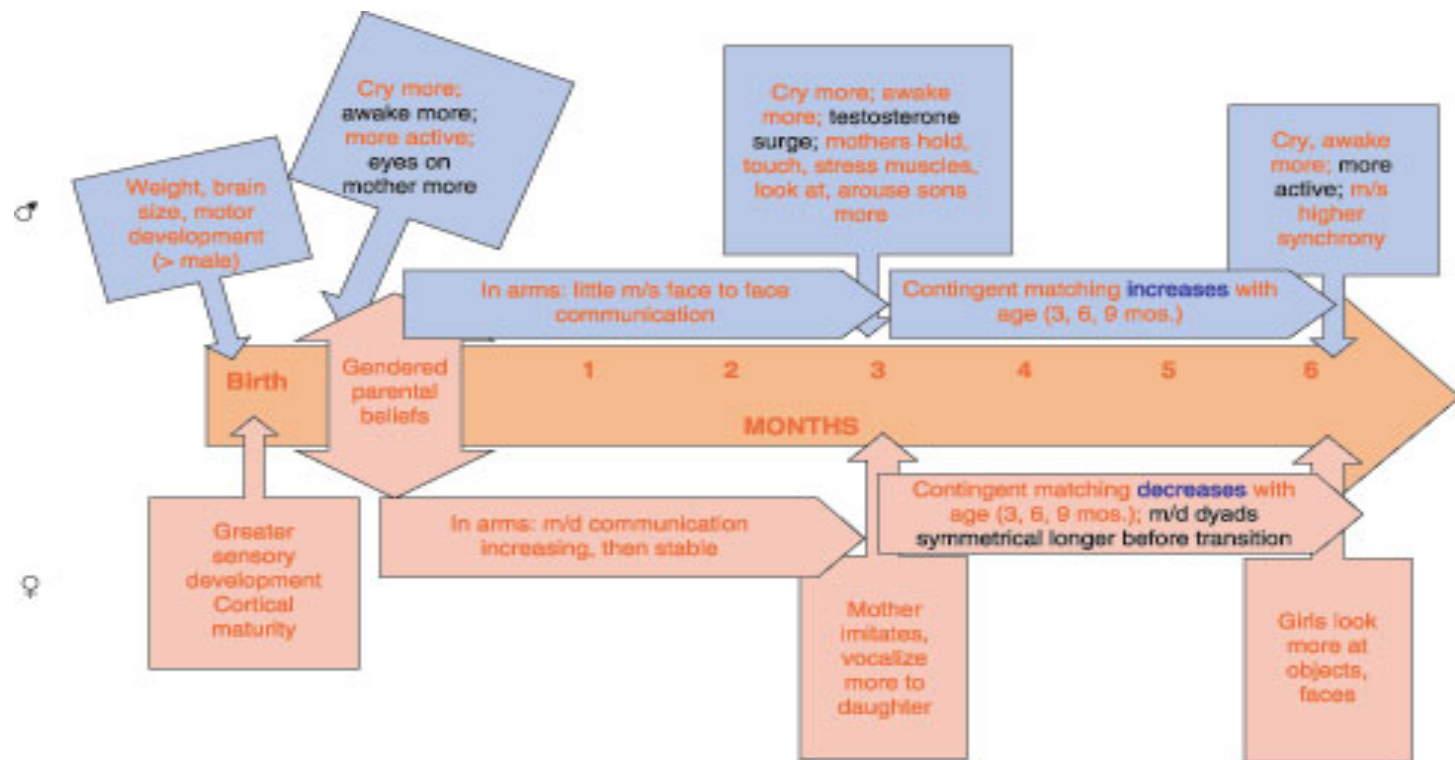 Cry more;
awake more;
more active;
eyes on
mother more
Cry more; awake
more; testosterone
surge; mothers hold,
touch, stress muscles,
look at, arouse sons
more
Cry, awake
more; more
active; m/s
higher
synchrony
Weight, brain
size, motor
development
(> male)
♂
In arms: little m/s face to face
communication
Contingent matching increases with
age (3, 6, 9 mos.)
Birth
Gendered
parental
beliefs
1 2 3 4 5 6
MONTHS
In arms: m/d communication
increasing, then stable
Contingent matching decreases with
age (3, 6, 9 mos.); m/d dyads
symmetrical longer before transition
♀
Greater
sensory
development
Cortical
maturity
Mother
imitates,
vocalize
more to
daughter
Girls look
more at
objects,
faces